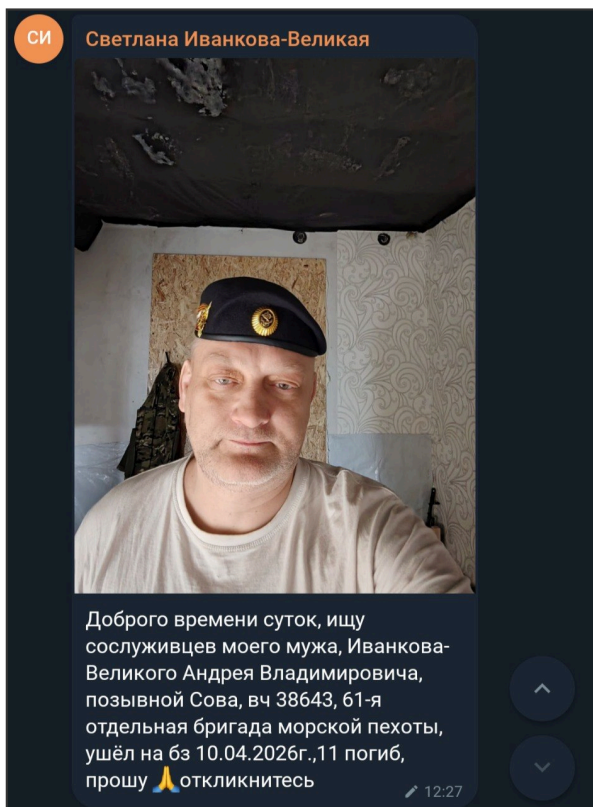 СИ
Светлана Иванкова-Великая
Доброго времени суток, ищу
сослуживцев моего мужа, Иванкова-
Великого Андрея Владимировича,
позывной Сова, вч 38643, 61-я
отдельная бригада морской пехоты,
ушёл на бз 10.04.2026г.,11 погиб,
прошу 🙏откликнитесь
12:27